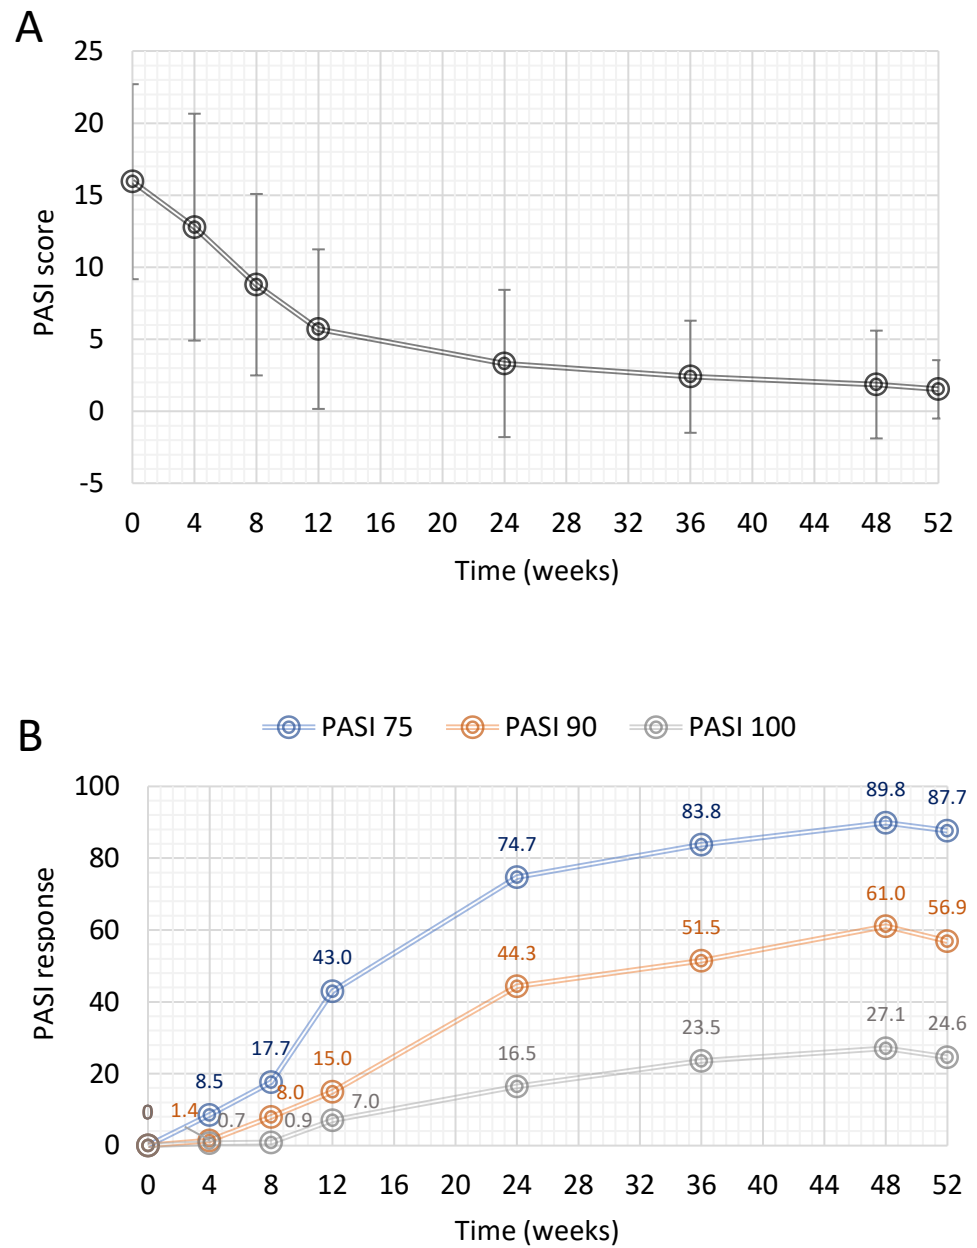 A
25
20
15
10
5
0
-5
PASI score
0 4 8 12 16 20 24 28 32 36 40 44 48 52
Time (weeks)
B
PASI 75 PASI 90 PASI 100
100
80
60
40
20
0
PASI response
8.5 17.7 43.0 74.7 83.8 89.8 87.7
1.4 8.0 15.0 44.3 51.5 61.0 56.9
0 0.7 0.9 7.0 16.5 23.5 27.1 24.6
0 4 8 12 16 20 24 28 32 36 40 44 48 52
Time (weeks)